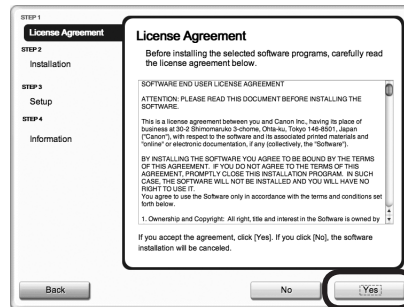 STEP 1
License Agreement
STEP 2
Installation
STEP 3
Setup
STEP 4
Information
License Agreement
Before installing the selected software programs, carefully read
the license agreement below.
SOFTWARE END USER LICENSE AGREEMENT
ATTENTION: PLEASE READ THIS DOCUMENT BEFORE INSTALLING THE
SOFTWARE.
This is a license agreement between you and Canon Inc., having its place of
business at 30-2 Shimomaruko 3-chome, Ohta-ku, Tokyo 146-8501, Japan
("Canon"), with respect to the software and its associated printed materials and
"online" or electronic documentation, if any (collectively, the "Software").
BY INSTALLING THE SOFTWARE YOU AGREE TO BE BOUND BY THE TERMS
OF THIS AGREEMENT. IF YOU DO NOT AGREE TO THE TERMS OF THIS
AGREEMENT, PROMPTLY CLOSE THIS INSTALLATION PROGRAM. IN SUCH
CASE, THE SOFTWARE WILL NOT BE INSTALLED AND YOU WILL HAVE NO
RIGHT TO USE IT.
You agree to use the Software only in accordance with the terms and conditions set
forth below.
1. Ownership and Copyright: All right, title and interest in the Software is owned by
If you accept the agreement, click [Yes]. If you click [No], the software
installation will be canceled.
Back
No
Yes